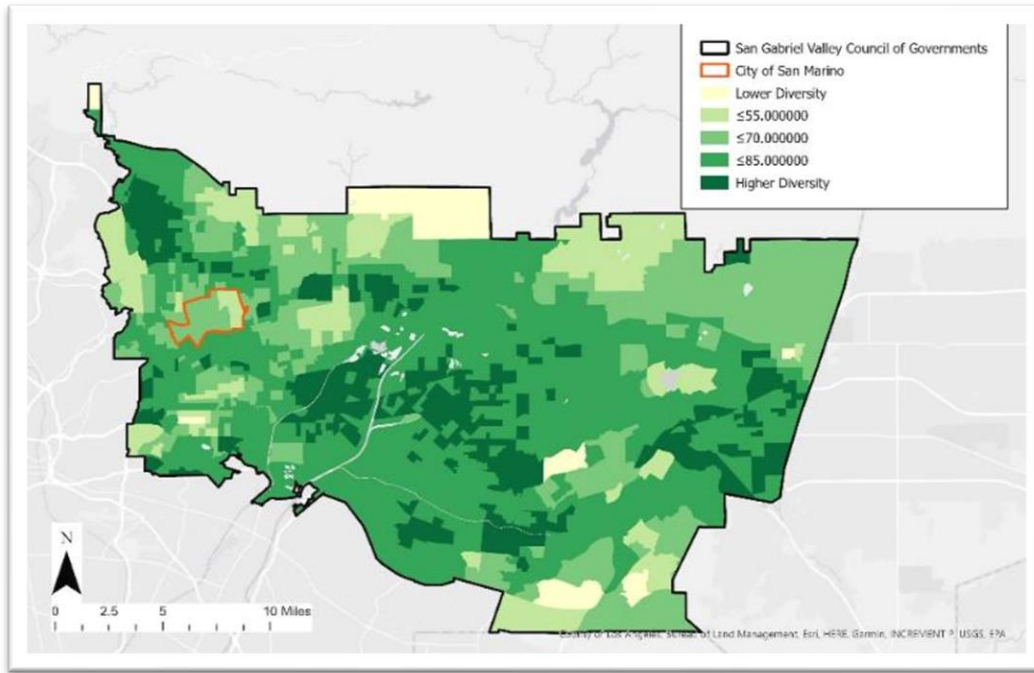 San Gabriel Valley Council of Governments
City of San Marino
Lower Diversity
≤55.000000
≤70.000000
≤85.000000
Higher Diversity
N
0 2.5 5 10 Miles
County of Los Angeles, Bureau of Land Management, Esri, HERE, Garmin, INCREMENT P, USGS, EPA